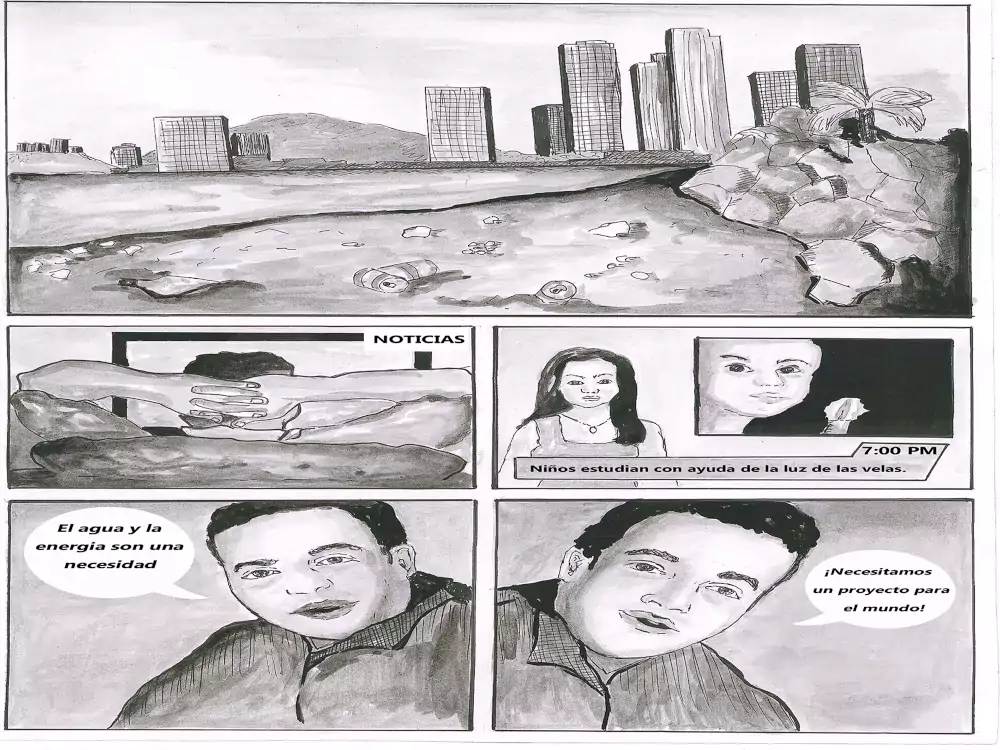 NOTICIAS
7:00 PM
Niños estudian con ayuda de la luz de las velas.
El agua y la
energia son una
necesidad
¡Necesitamos
un proyecto para
el mundo!